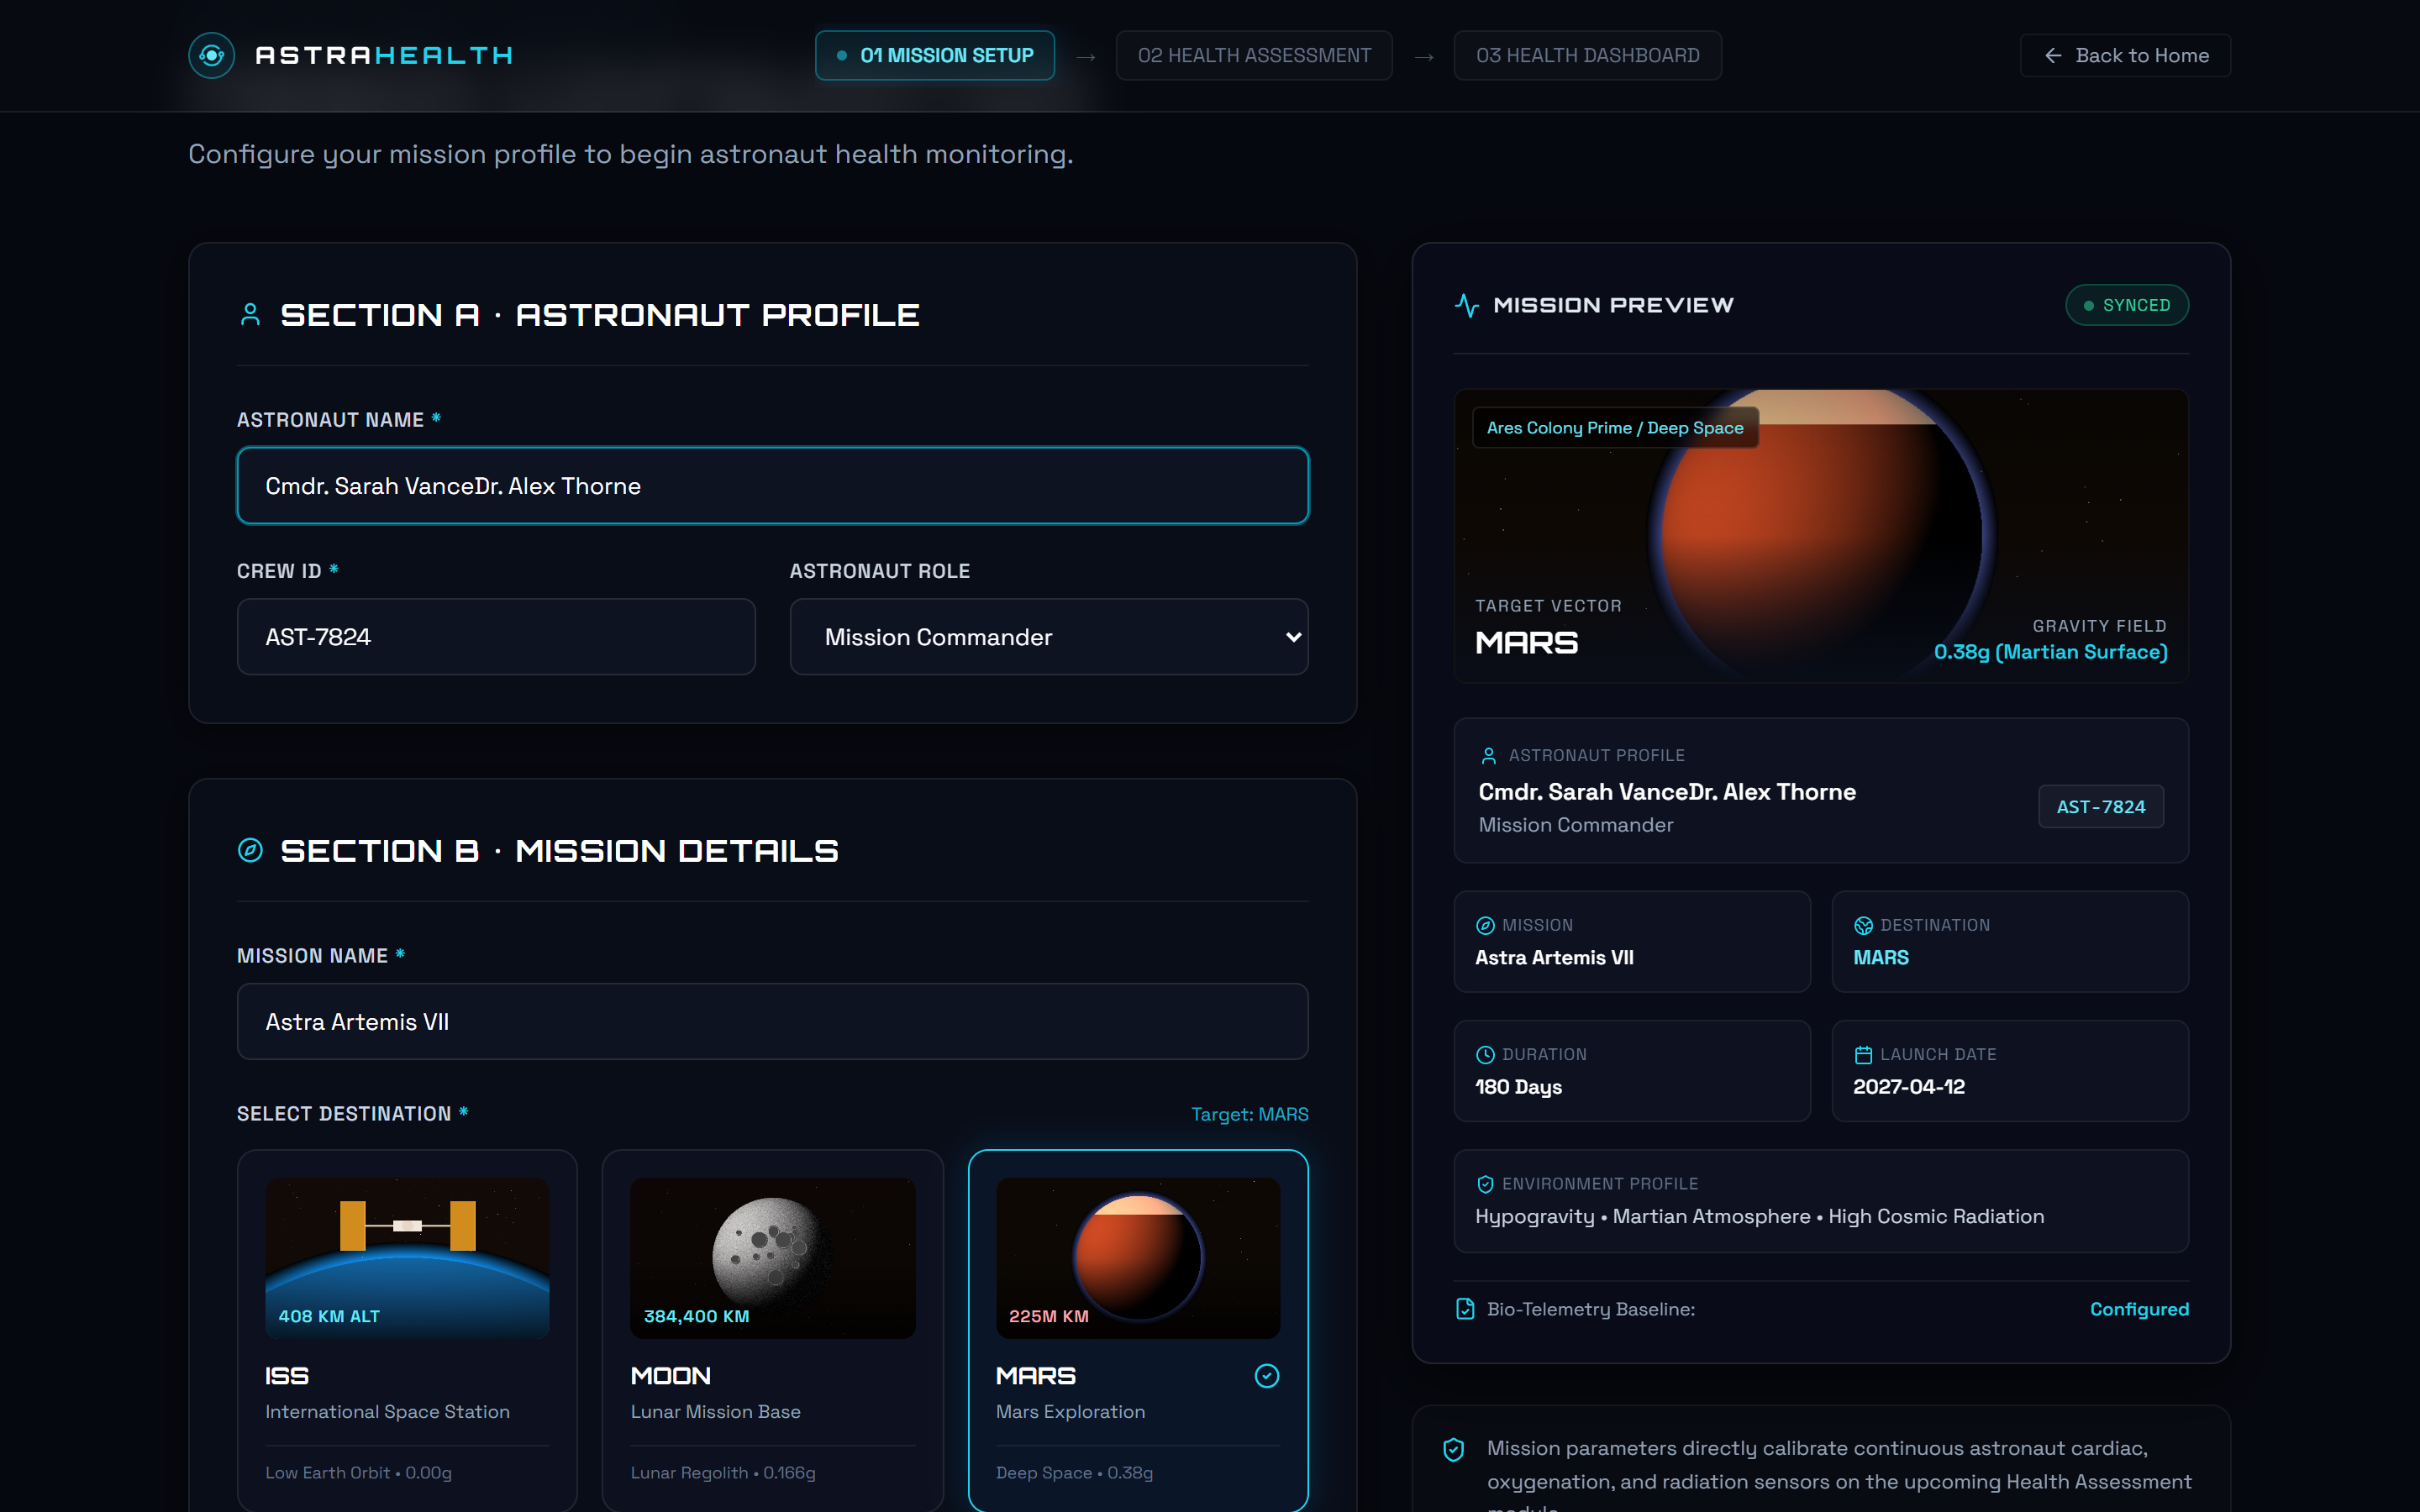 ASTRAHEALTH
01 MISSION SETUP → 02 HEALTH ASSESSMENT → 03 HEALTH DASHBOARD
← Back to Home
Configure your mission profile to begin astronaut health monitoring.
SECTION A · ASTRONAUT PROFILE
ASTRONAUT NAME *
Cmdr. Sarah VanceDr. Alex Thorne
CREW ID *
AST-7824
ASTRONAUT ROLE
Mission Commander
SECTION B · MISSION DETAILS
MISSION NAME *
Astra Artemis VII
SELECT DESTINATION *
Target: MARS
408 KM ALT
ISS
International Space Station
Low Earth Orbit • 0.00g
384,400 KM
MOON
Lunar Mission Base
Lunar Regolith • 0.166g
225M KM
MARS
Mars Exploration
Deep Space • 0.38g
MISSION PREVIEW
SYNCED
Ares Colony Prime / Deep Space
TARGET VECTOR
MARS
GRAVITY FIELD
0.38g (Martian Surface)
ASTRONAUT PROFILE
Cmdr. Sarah VanceDr. Alex Thorne
Mission Commander
AST-7824
MISSION
Astra Artemis VII
DESTINATION
MARS
DURATION
180 Days
LAUNCH DATE
2027-04-12
ENVIRONMENT PROFILE
Hypogravity • Martian Atmosphere • High Cosmic Radiation
Bio-Telemetry Baseline:
Configured
Mission parameters directly calibrate continuous astronaut cardiac,
oxygenation, and radiation sensors on the upcoming Health Assessment